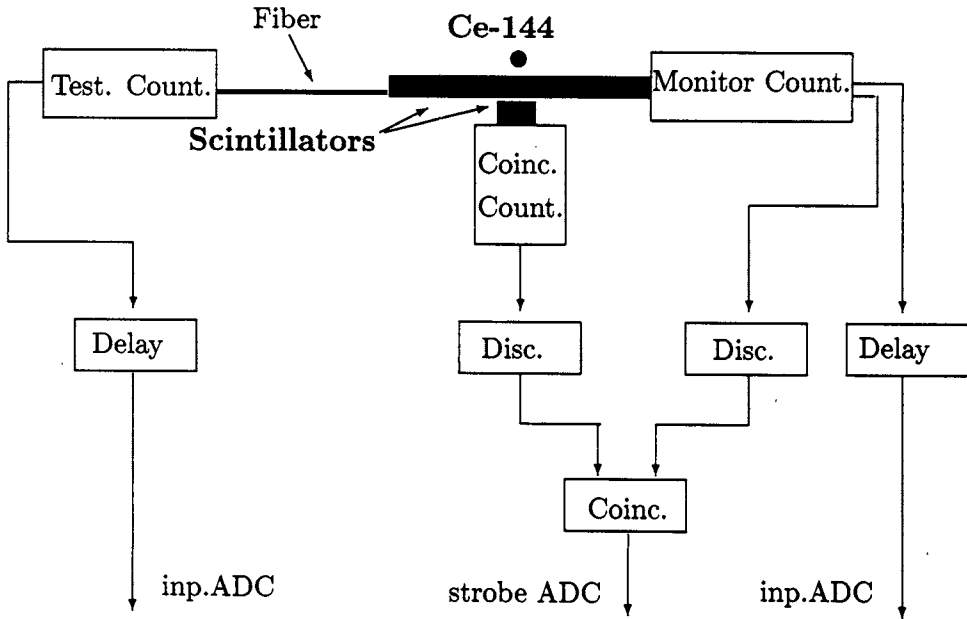 Fiber
Ce-144
Test. Count.
Monitor Count.
Scintillators
Coinc.
Count.
Delay
Disc.
Disc.
Delay
Coinc.
inp.ADC
strobe ADC
inp.ADC